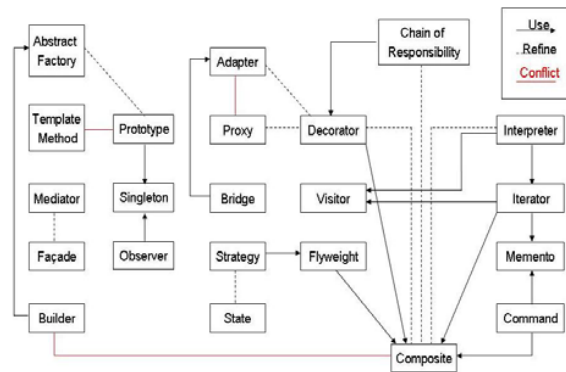 Abstract
Factory
Adapter
Chain of
Responsibility
Use
Refine
Conflict
Template
Method
Prototype
Proxy
Decorator
Interpreter
Mediator
Singleton
Bridge
Visitor
Iterator
Façade
Observer
Strategy
Flyweight
Memento
Builder
State
Command
Composite